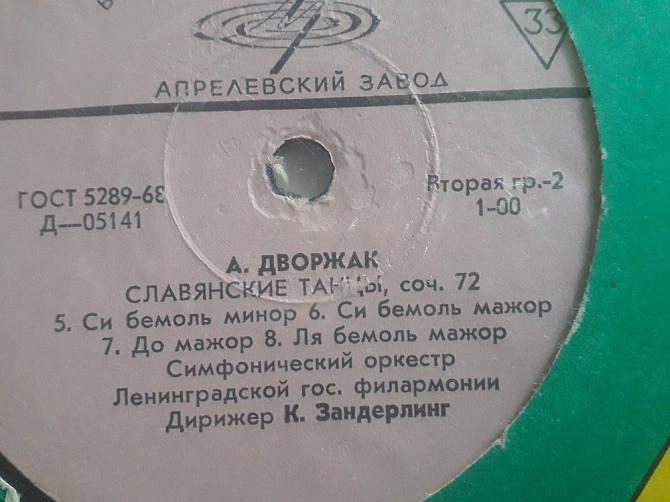 33
АПРЕЛЕВСКИЙ ЗАВОД
ГОСТ 5289-68
Вторая гр.-2
Д—05141
1-00
А. ДВОРЖАК
СЛАВЯНСКИЕ ТАНЦЫ, соч. 72
5. Си бемоль минор 6. Си бемоль мажор
7. До мажор 8. Ля бемоль мажор
Симфонический оркестр
Ленинградской гос. филармонии
Дирижер К. Зандерлинг